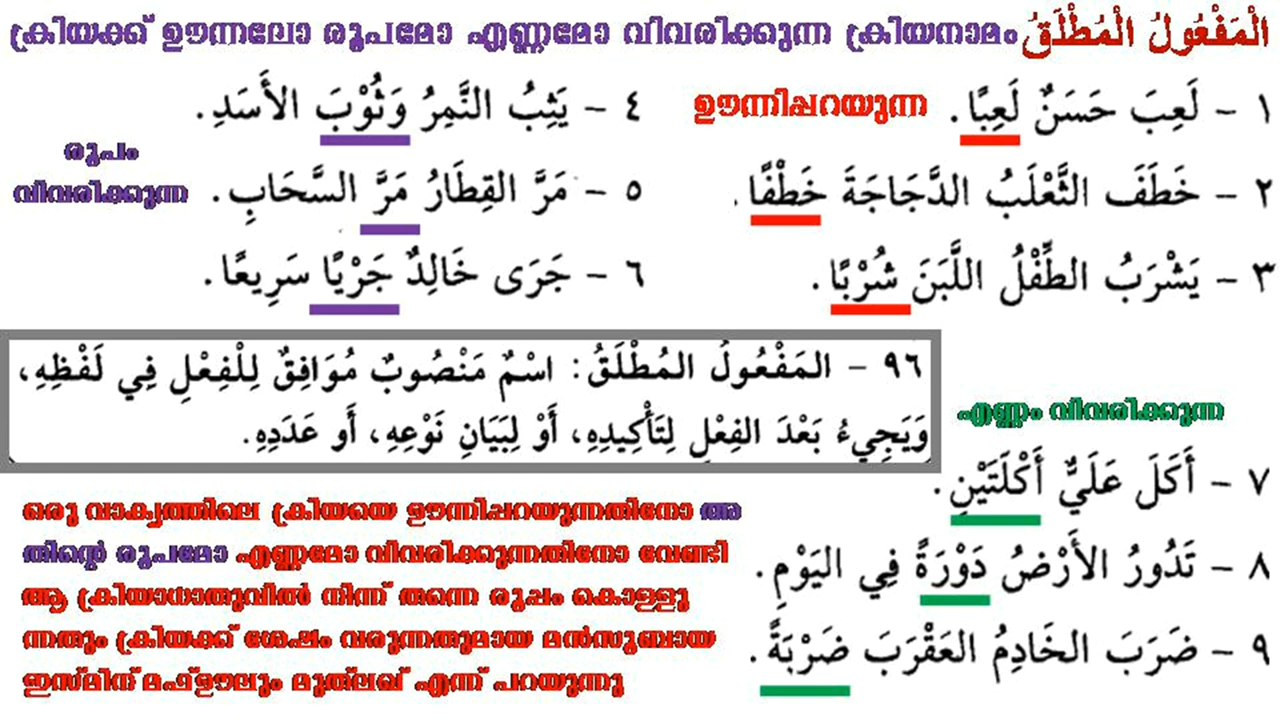 ക്രിയക്ക് ഊന്നലോ രൂപമോ എണ്ണമോ വിവരിക്കുന്ന ക്രിയനാമം الْمَفْعُولُ الْمُطْلَقُ
ഊന്നിപ്പറയുന്ന
١ - لَعِبَ حَسَنٌ لَعِبًا.
٢ - خَطَفَ الثَّعْلَبُ الدَّجَاجَةَ خَطْفًا.
٣ - يَشْرَبُ الطِّفْلُ اللَّبَنَ شُرْبًا.
രൂപം
വിവരിക്കുന്ന
٤ - يَثِبُ النَّمِرُ وَثُوْبَ الأَسَدِ.
٥ - مَرَّ القِطَارُ مَرَّ السَّحَابِ.
٦ - جَرَى خَالِدٌ جَرْيًا سَرِيعًا.
٩٦ - المَفْعُولُ المُطْلَقُ: اسْمٌ مَنْصُوبٌ مُوَافِقٌ لِلْفِعْلِ فِي لَفْظِهِ،
وَيَجِيءُ بَعْدَ الفِعْلِ لِتَأْكِيدِهِ، أَوْ لِبَيَانِ نَوْعِهِ، أَو عَدَدِهِ.
എണ്ണം വിവരിക്കുന്ന
٧ - أَكَلَ عَلَيٌّ أَكْلَتَيْنِ.
٨ - تَدُورُ الأَرْضُ دَوْرَةً فِي اليَوْمِ.
٩ - ضَرَبَ الخَادِمُ العَقْرَبَ ضَرْبَةً.
ഒരു വാക്യത്തിലെ ക്രിയയെ ഊന്നിപ്പറയുന്നതിനോ അ
തിന്റെ രൂപമോ എണ്ണമോ വിവരിക്കുന്നതിനോ വേണ്ടി
ആ ക്രിയാധാതുവിൽ നിന്ന് തന്നെ രൂപം കൊള്ളു
ന്നതും ക്രിയക്ക് ശേഷം വരുന്നതുമായ മൻസൂബായ
ഇസ്മിന് മഫ്ഊലും മുത്‌ലഖ് എന്ന് പറയുന്നു